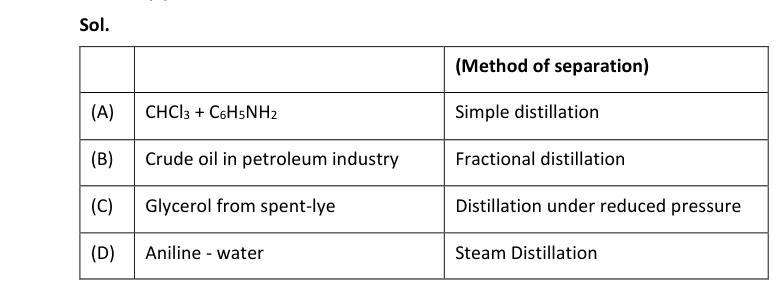 Sol.
(Method of separation)
(A) CHCl₃ + C₆H₅NH₂ Simple distillation
(B) Crude oil in petroleum industry Fractional distillation
(C) Glycerol from spent-lye Distillation under reduced pressure
(D) Aniline - water Steam Distillation